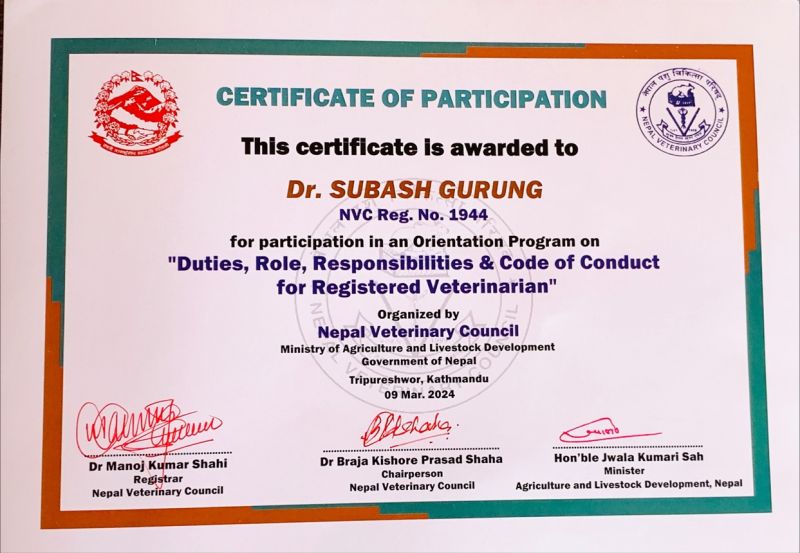 CERTIFICATE OF PARTICIPATION
नेपाल पशु चिकित्सा परिषद्
NEPAL VETERINARY COUNCIL
This certificate is awarded to
Dr. SUBASH GURUNG
NVC Reg. No. 1944
for participation in an Orientation Program on
"Duties, Role, Responsibilities & Code of Conduct
for Registered Veterinarian"
Organized by
Nepal Veterinary Council
Ministry of Agriculture and Livestock Development
Government of Nepal
Tripureshwor, Kathmandu
09 Mar. 2024
Dr Manoj Kumar Shahi
Registrar
Nepal Veterinary Council
Dr Braja Kishore Prasad Shaha
Chairperson
Nepal Veterinary Council
Hon'ble Jwala Kumari Sah
Minister
Agriculture and Livestock Development, Nepal